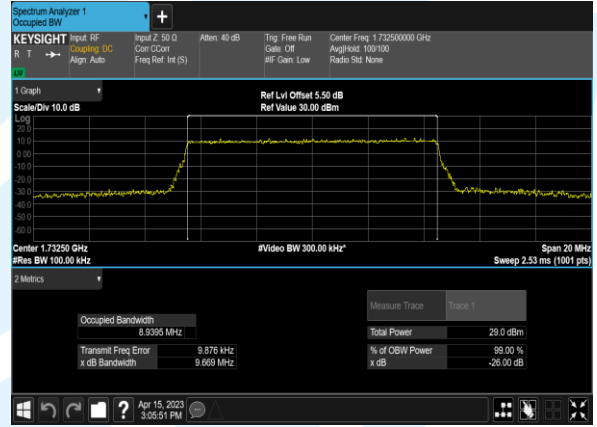 Spectrum Analyzer 1
Occupied BW
KEYSIGHT Input: RF Input Z: 50 Ω Atten: 40 dB Trig: Free Run Center Freq: 1.732500000 GHz
R T Coupling: DC Corr CCorr Gate: Off Avg|Hold: 100/100
Align: Auto Freq Ref: Int (S) #IF Gain: Low Radio Std: None
LXI
1 Graph
Ref Lvl Offset 5.50 dB
Scale/Div 10.0 dB Ref Value 30.00 dBm
Log
20.0
10.0
0.00
-10.0
-20.0
-30.0
-40.0
-50.0
-60.0
Center 1.73250 GHz #Video BW 300.00 kHz* Span 20 MHz
#Res BW 100.00 kHz Sweep 2.53 ms (1001 pts)
2 Metrics
Measure Trace Trace 1
Occupied Bandwidth
8.9395 MHz
Total Power 29.0 dBm
Transmit Freq Error 9.876 kHz % of OBW Power 99.00 %
x dB Bandwidth 9.669 MHz x dB -26.00 dB
?
Apr 15, 2023
3:05:51 PM